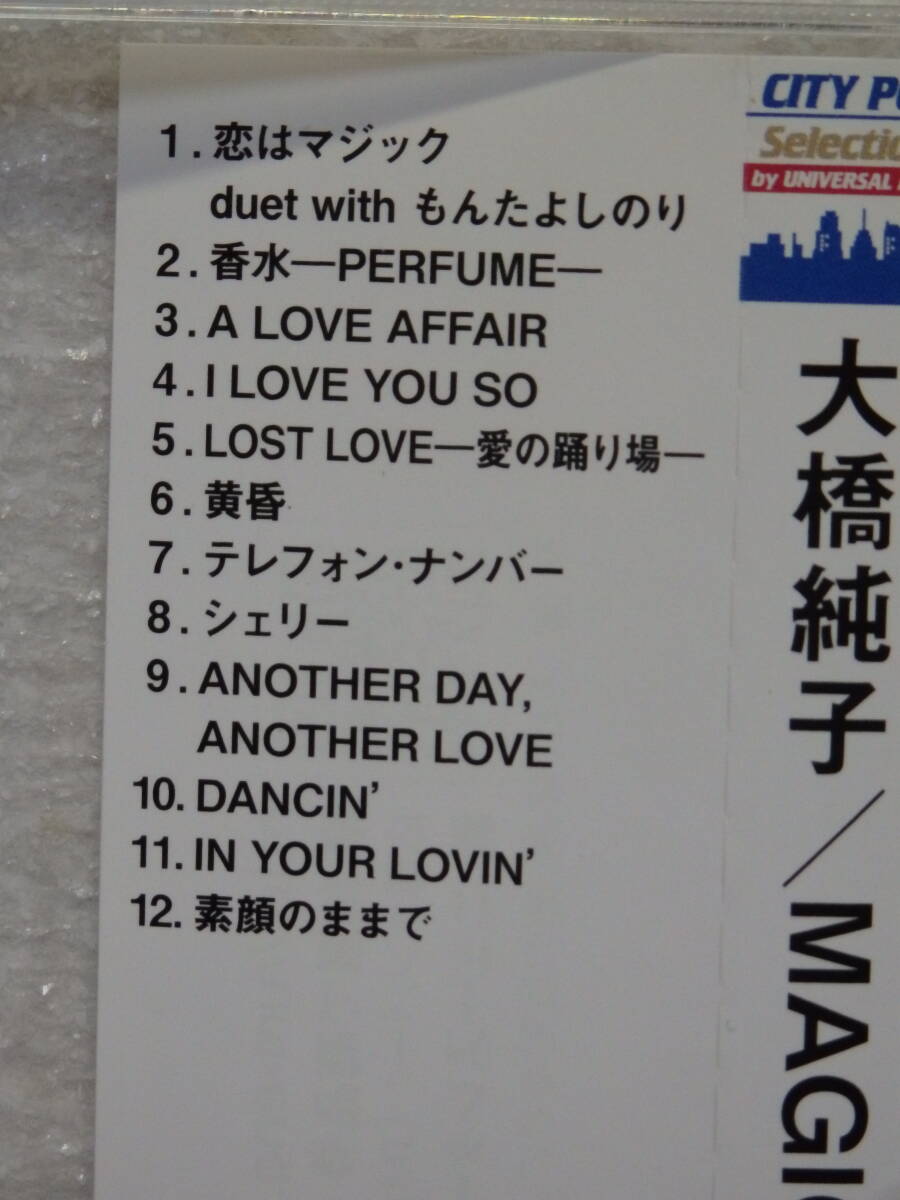 1. 恋はマジック
duet with もんたよしのり
2. 香水—PERFUME—
3. A LOVE AFFAIR
4. I LOVE YOU SO
5. LOST LOVE—愛の踊り場—
6. 黄昏
7. テレフォン・ナンバー
8. シェリー
9. ANOTHER DAY,
ANOTHER LOVE
10. DANCIN’
11. IN YOUR LOVIN’
12. 素顔のままで
CITY
by UNIVERSAL
大橋純子/